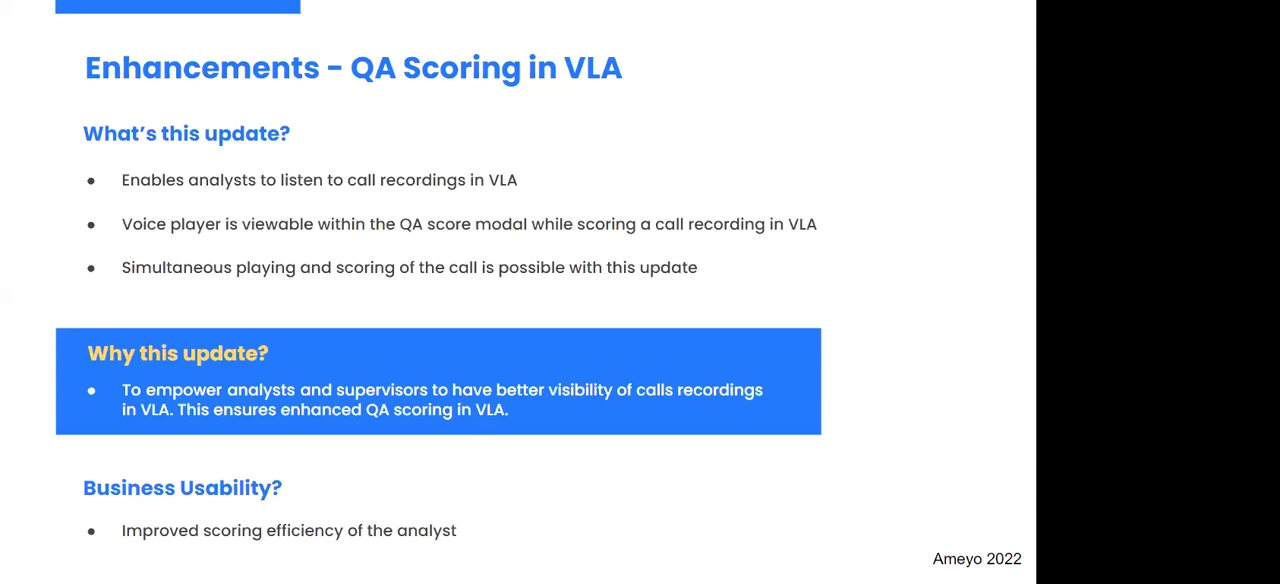 Enhancements - QA Scoring in VLA
What's this update?
● Enables analysts to listen to call recordings in VLA
● Voice player is viewable within the QA score modal while scoring a call recording in VLA
● Simultaneous playing and scoring of the call is possible with this update
Why this update?
● To empower analysts and supervisors to have better visibility of calls recordings
in VLA. This ensures enhanced QA scoring in VLA.
Business Usability?
● Improved scoring efficiency of the analyst
Ameyo 2022